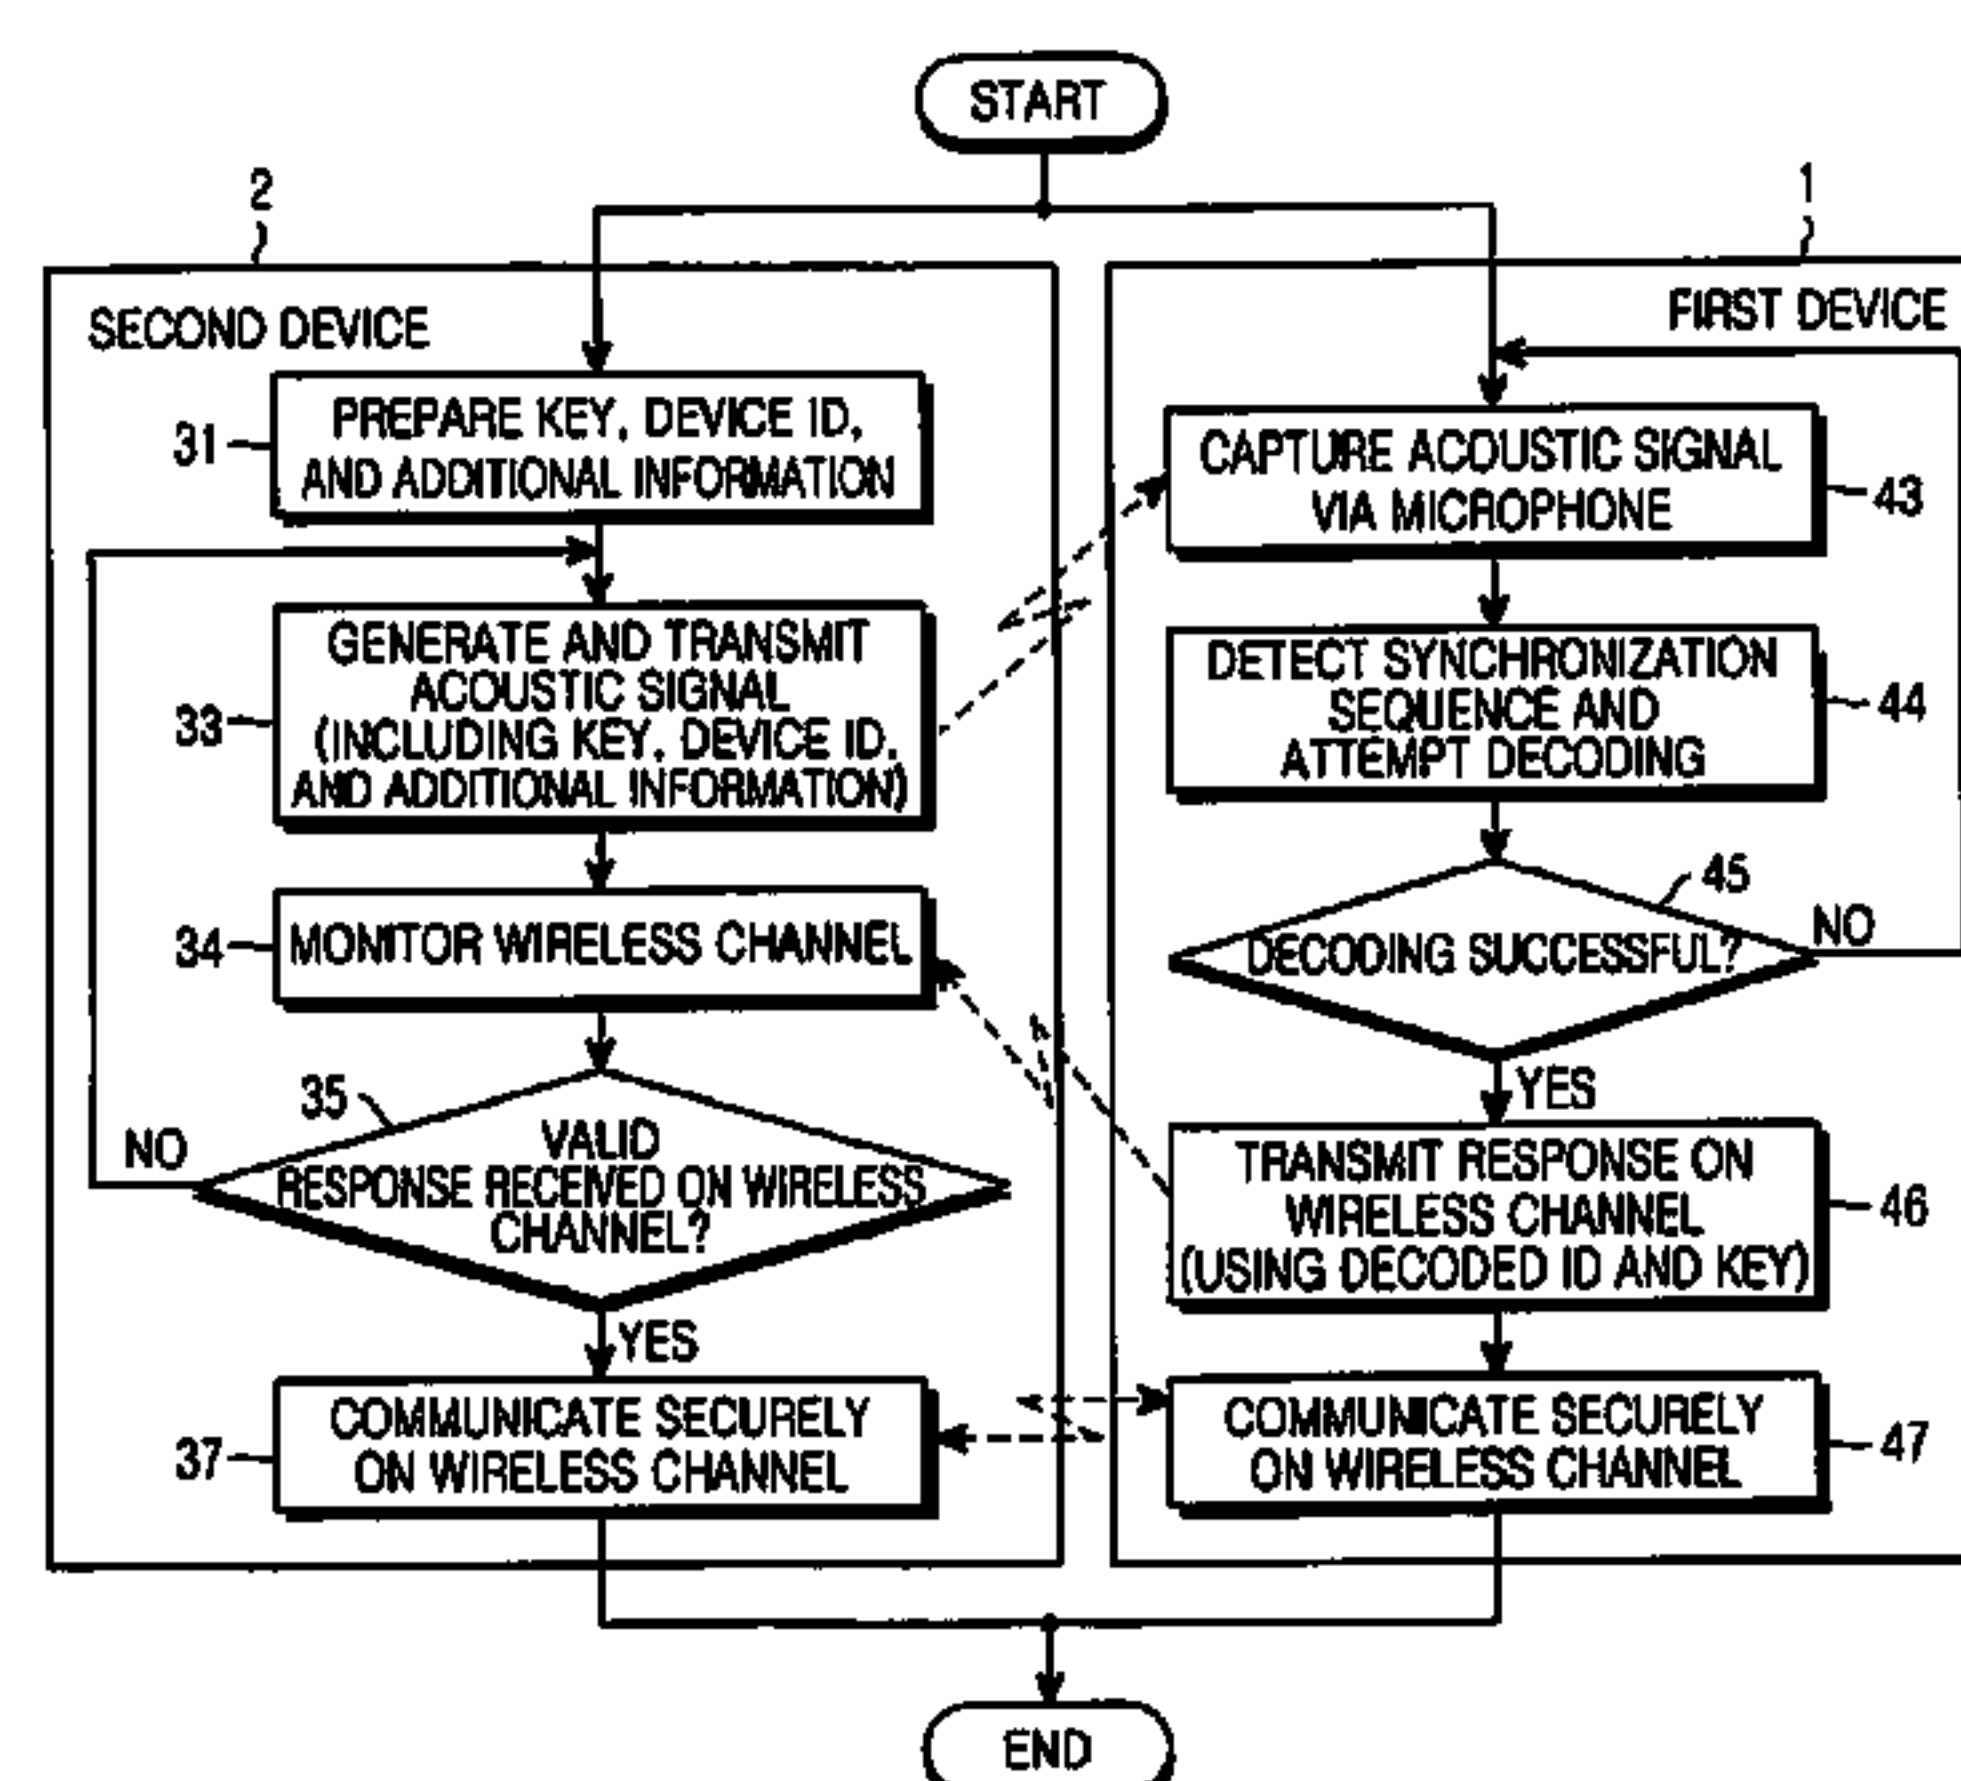 START
2
1
SECOND DEVICE
FIRST DEVICE
31
PREPARE KEY, DEVICE ID,
AND ADDITIONAL INFORMATION
33
GENERATE AND TRANSMIT
ACOUSTIC SIGNAL
(INCLUDING KEY, DEVICE ID,
AND ADDITIONAL INFORMATION)
34
MONITOR WIRELESS CHANNEL
35
NO
VALID
RESPONSE RECEIVED ON WIRELESS
CHANNEL?
YES
37
COMMUNICATE SECURELY
ON WIRELESS CHANNEL
CAPTURE ACOUSTIC SIGNAL
VIA MICROPHONE
43
DETECT SYNCHRONIZATION
SEQUENCE AND
ATTEMPT DECODING
44
45
DECODING SUCCESSFUL?
NO
YES
TRANSMIT RESPONSE ON
WIRELESS CHANNEL
(USING DECODED ID AND KEY)
46
COMMUNICATE SECURELY
ON WIRELESS CHANNEL
47
END